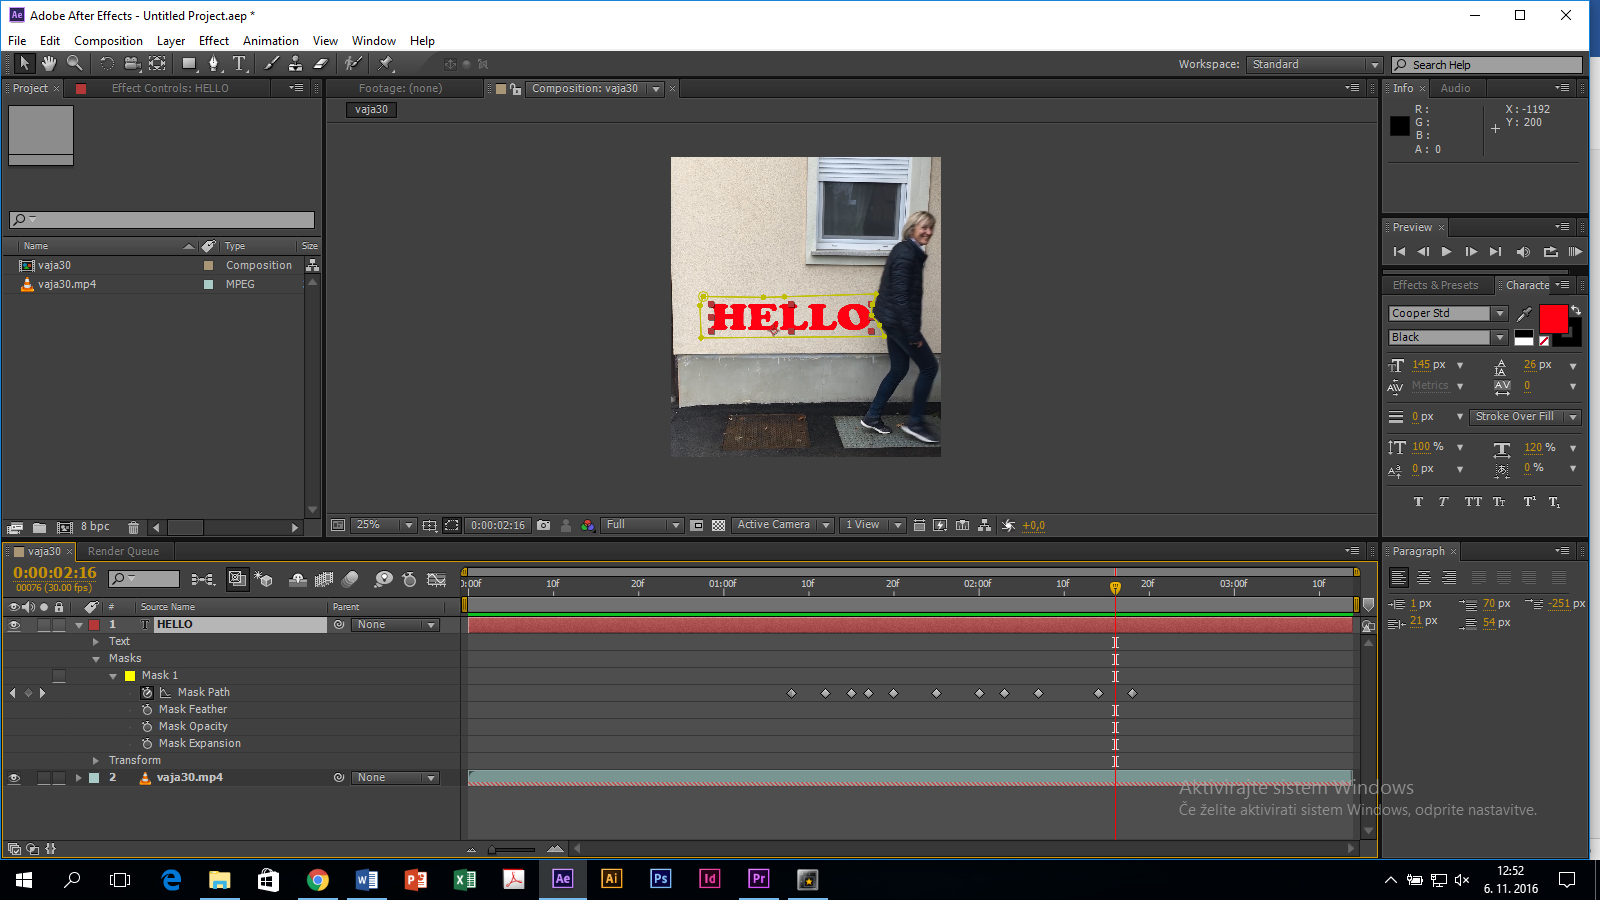 Adobe After Effects - Untitled Project.aep *
File Edit Composition Layer Effect Animation View Window Help
Workspace: Standard Search Help
Project Effect Controls: HELLO
Footage: (none) Composition: vaja30
vaja30
Info Audio
R :
G :
B :
A : 0
X : -1192
Y : 200
HELLO
Name Type Size
vaja30 Composition
vaja30.mp4 MPEG
8 bpc
Preview
Effects & Presets Characte
Cooper Std
Black
145 px 26 px
Metrics 0
0 px Stroke Over Fill
100 % 120 %
0 px 0 %
25% 0:00:02:16 Full Active Camera 1 View +0,0
vaja30 Render Queue
0:00:02:16
00076 (30.00 fps)
0:00f 10f 20f 01:00f 10f 20f 02:00f 10f 20f 03:00f 10f
# Source Name Parent
1 T HELLO None
Text
Masks
Mask 1
Mask Path
Mask Feather
Mask Opacity
Mask Expansion
Transform
2 vaja30.mp4 None
Paragraph
1 px 70 px -251 px
21 px 54 px
Aktivirajte sistem Windows
Če želite aktivirati sistem Windows, odprite nastavitve.
12:52
6. 11. 2016